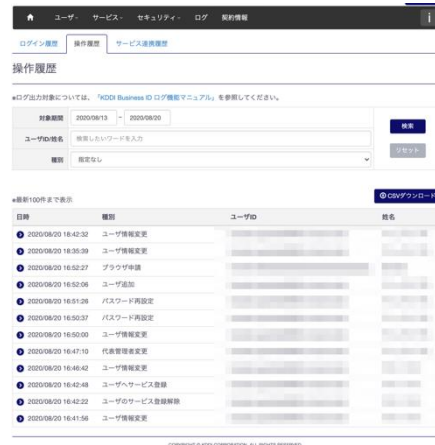 ユーザ サービス セキュリティ ログ 契約情報
ログイン履歴 操作履歴 サービス連携履歴
操作履歴
※ログ出力対象については、「KDDI Business ID ログ機能マニュアル」を参照してください。
対象期間 2020/08/13 ~ 2020/08/20
検索
ユーザID/姓名 検索したいワードを入力
リセット
種別 指定なし
※最新100件まで表示
CSVダウンロード
日時 種別 ユーザID 姓名
2020/08/20 18:42:32 ユーザ情報変更
2020/08/20 18:35:39 ユーザ情報変更
2020/08/20 16:52:27 ブラウザ申請
2020/08/20 16:52:06 ユーザ追加
2020/08/20 16:51:28 パスワード再設定
2020/08/20 16:50:37 パスワード再設定
2020/08/20 16:50:00 ユーザ情報変更
2020/08/20 16:47:10 代表管理者変更
2020/08/20 16:46:42 ユーザ情報変更
2020/08/20 16:42:48 ユーザへサービス登録
2020/08/20 16:42:22 ユーザのサービス登録解除
2020/08/20 16:41:56 ユーザ情報変更
COPYRIGHT © KDDI CORPORATION, ALL RIGHTS RESERVED.